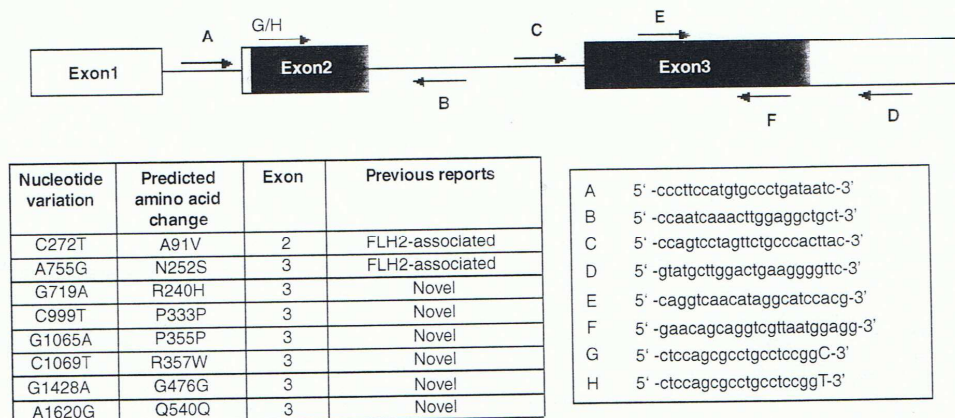 G/H
A
E
C
Exon1
Exon2
Exon3
B
F
D
Nucleotide variation Predicted amino acid change Exon Previous reports
C272T A91V 2 FLH2-associated
A755G N252S 3 FLH2-associated
G719A R240H 3 Novel
C999T P333P 3 Novel
G1065A P355P 3 Novel
C1069T R357W 3 Novel
G1428A G476G 3 Novel
A1620G Q540Q 3 Novel
A 5‘ -cccttccatgtgccctgataatc-3’
B 5‘ -ccaatcaaacttggaggctgct-3’
C 5‘ -ccagtcctagttctgcccacttac-3’
D 5‘ -gtatgcttggactgaaggggttc-3’
E 5‘ -caggtcaacataggcatccacg-3’
F 5‘ -gaacagcaggtcgttaatggagg-3’
G 5‘ -ctccagcgcctgcctccggC-3’
H 5‘ -ctccagcgcctgcctccggT-3’